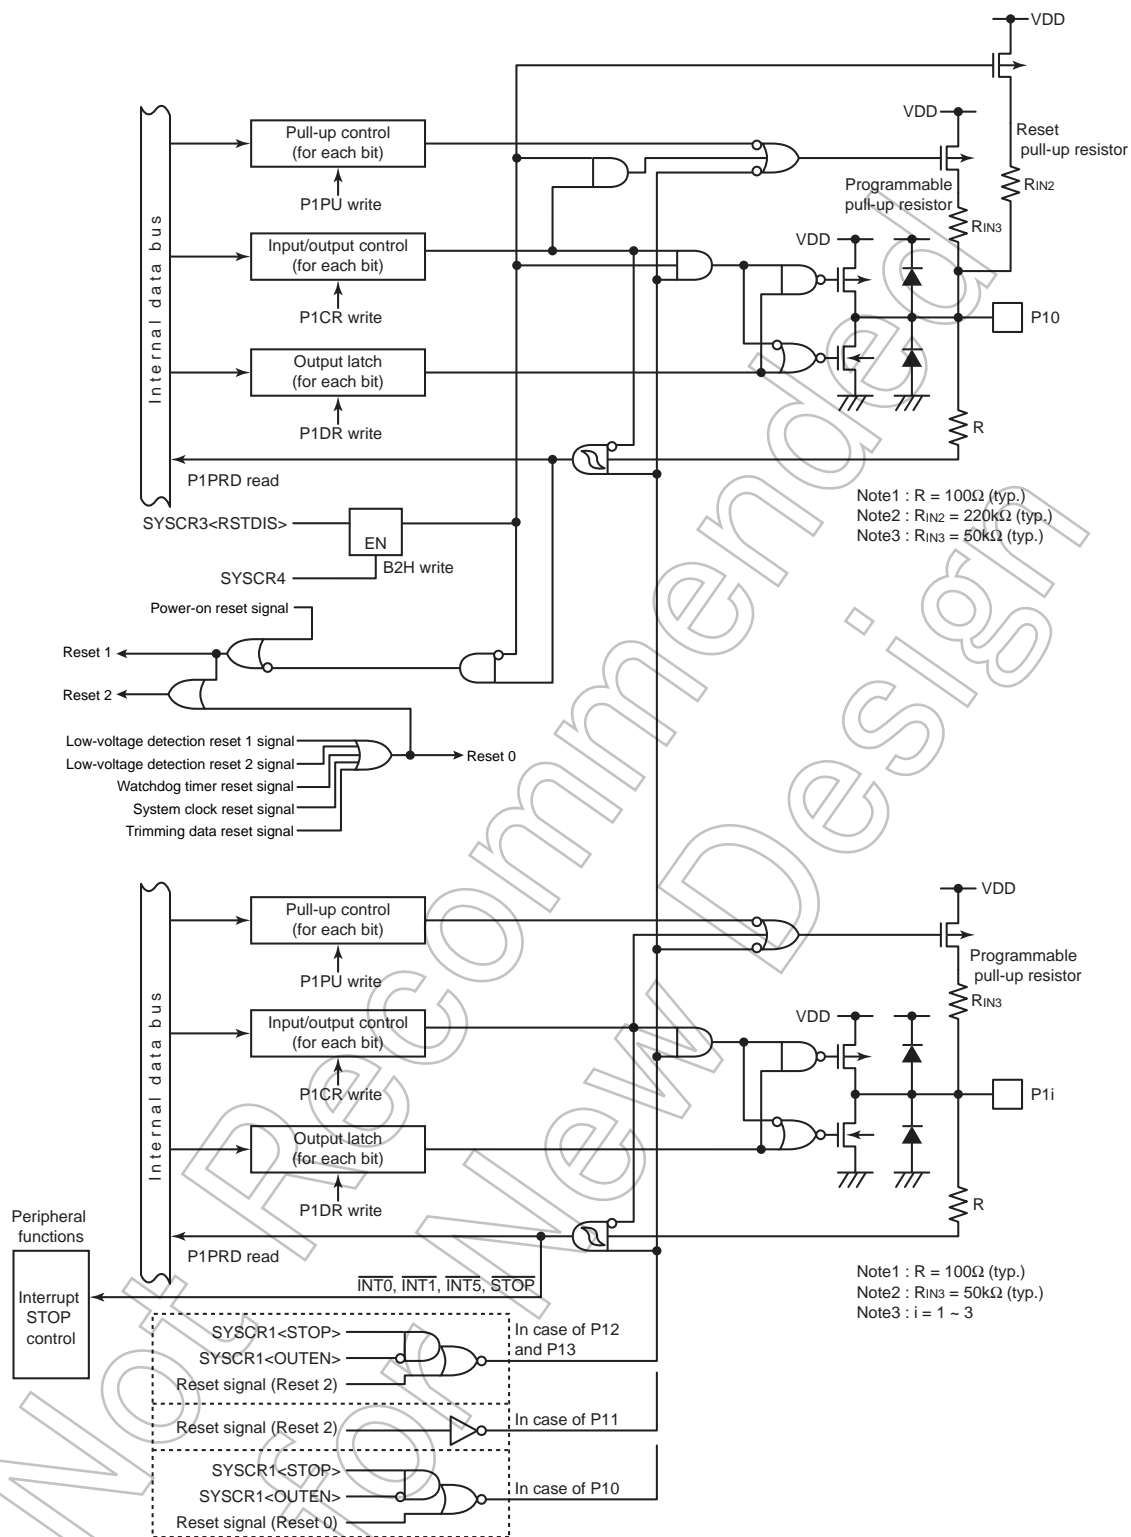 VDD
VDD
Reset
pull-up resistor
RIN2
Pull-up control
(for each bit)
P1PU write
Programmable
pull-up resistor
RIN3
VDD
Internal data bus
Input/output control
(for each bit)
P1CR write
P10
Output latch
(for each bit)
P1DR write
R
P1PRD read
Note1 : R = 100Ω (typ.)
Note2 : RIN2 = 220kΩ (typ.)
Note3 : RIN3 = 50kΩ (typ.)
SYSCR3<RSTDIS>
EN
B2H write
SYSCR4
Power-on reset signal
Reset 1
Reset 2
Low-voltage detection reset 1 signal
Low-voltage detection reset 2 signal
Watchdog timer reset signal
System clock reset signal
Trimming data reset signal
Reset 0
VDD
Pull-up control
(for each bit)
P1PU write
Programmable
pull-up resistor
RIN3
VDD
Internal data bus
Input/output control
(for each bit)
P1CR write
P1i
Output latch
(for each bit)
P1DR write
R
P1PRD read
Peripheral
functions
Interrupt
STOP
control
INT0, INT1, INT5, STOP
Note1 : R = 100Ω (typ.)
Note2 : RIN3 = 50kΩ (typ.)
Note3 : i = 1 ~ 3
SYSCR1<STOP>
SYSCR1<OUTEN>
Reset signal (Reset 2)
In case of P12
and P13
Reset signal (Reset 2)
In case of P11
SYSCR1<STOP>
SYSCR1<OUTEN>
Reset signal (Reset 0)
In case of P10
Not Recommended
for New Design